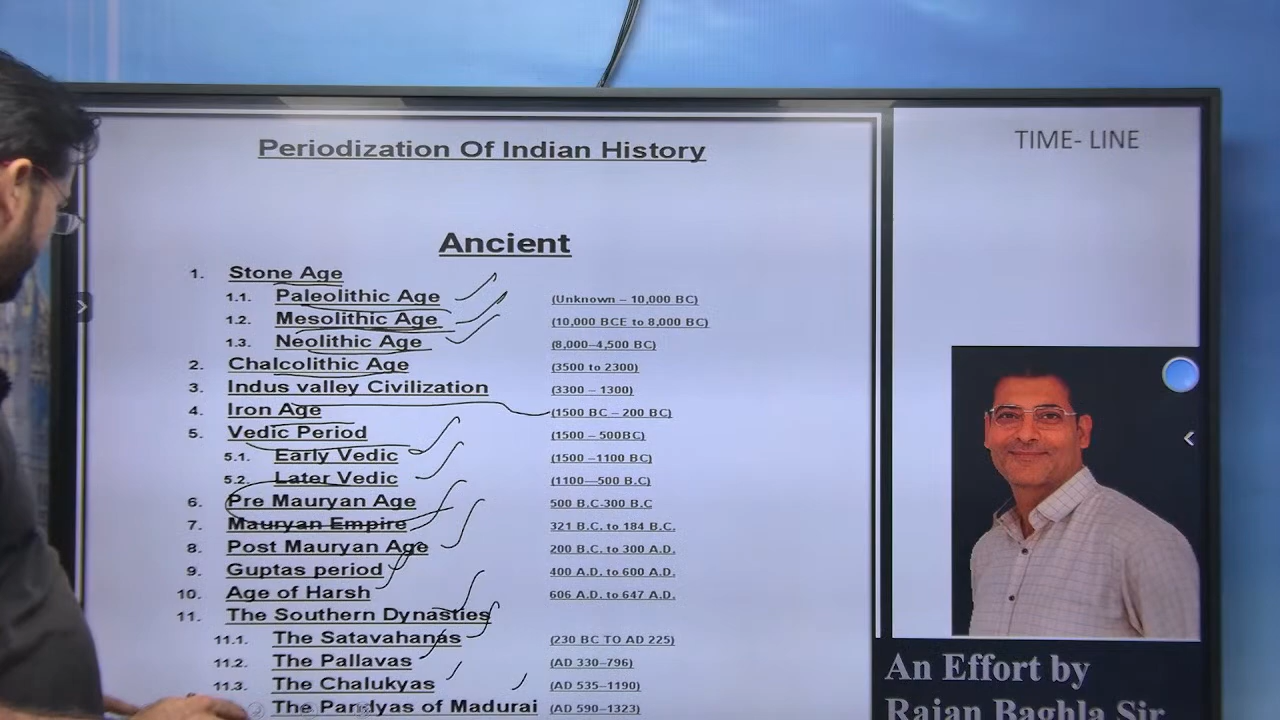 Periodization Of Indian History
TIME- LINE
Ancient
1. Stone Age
1.1. Paleolithic Age (Unknown – 10,000 BC)
1.2. Mesolithic Age (10,000 BCE to 8,000 BC)
1.3. Neolithic Age (8,000–4,500 BC)
2. Chalcolithic Age (3500 to 2300)
3. Indus valley Civilization (3300 – 1300)
4. Iron Age (1500 BC – 200 BC)
5. Vedic Period (1500 – 500BC)
5.1. Early Vedic (1500 –1100 BC)
5.2. Later Vedic (1100—500 B.C)
6. Pre Mauryan Age 500 B.C-300 B.C
7. Mauryan Empire 321 B.C. to 184 B.C.
8. Post Mauryan Age 200 B.C. to 300 A.D.
9. Guptas period 400 A.D. to 600 A.D.
10. Age of Harsh 606 A.D. to 647 A.D.
11. The Southern Dynasties
11.1. The Satavahanas (230 BC TO AD 225)
11.2. The Pallavas (AD 330–796)
11.3. The Chalukyas (AD 535–1190)
The Pandyas of Madurai (AD 590–1323)
An Effort by
Rajan Baghla Sir